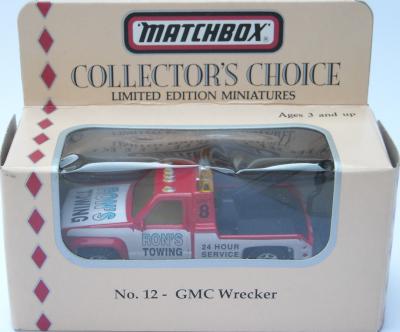 MATCHBOX
COLLECTOR'S CHOICE
LIMITED EDITION MINIATURES
Ages 3 and up
RON'S
TOWING
8
RON'S
TOWING
24 HOUR
SERVICE
No. 12 - GMC Wrecker